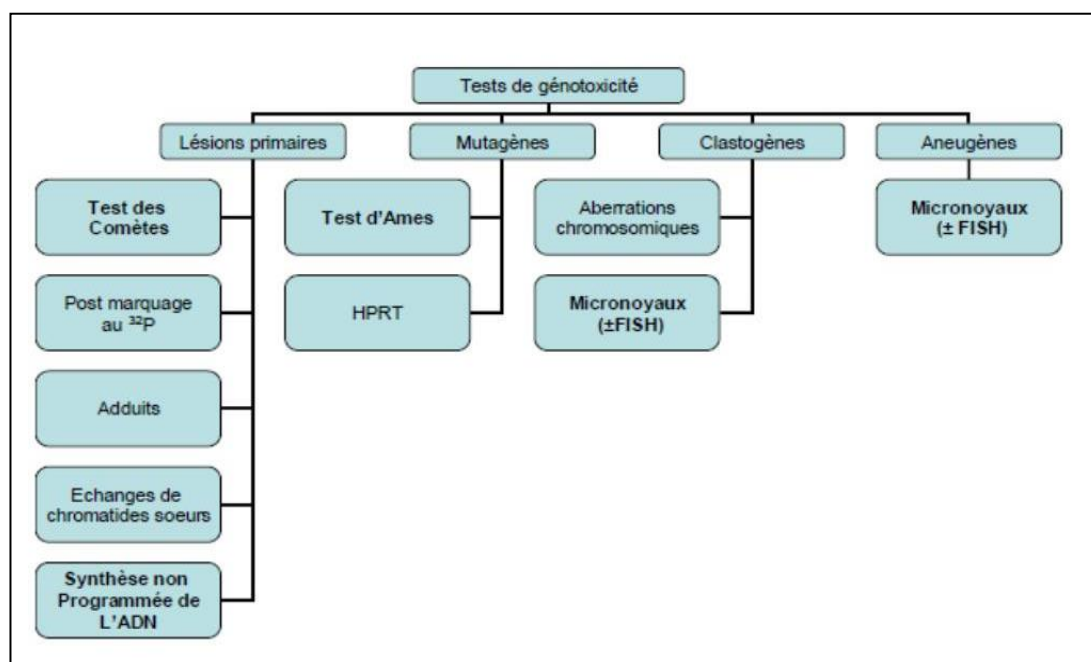 Tests de génotoxicité
Lésions primaires
Mutagènes
Clastogènes
Aneugènes
Test des
Comètes
Post marquage
au ³²P
Adduits
Echanges de
chromatides soeurs
Synthèse non
Programmée de
L'ADN
Test d'Ames
HPRT
Aberrations
chromosomiques
Micronoyaux
(±FISH)
Micronoyaux
(± FISH)